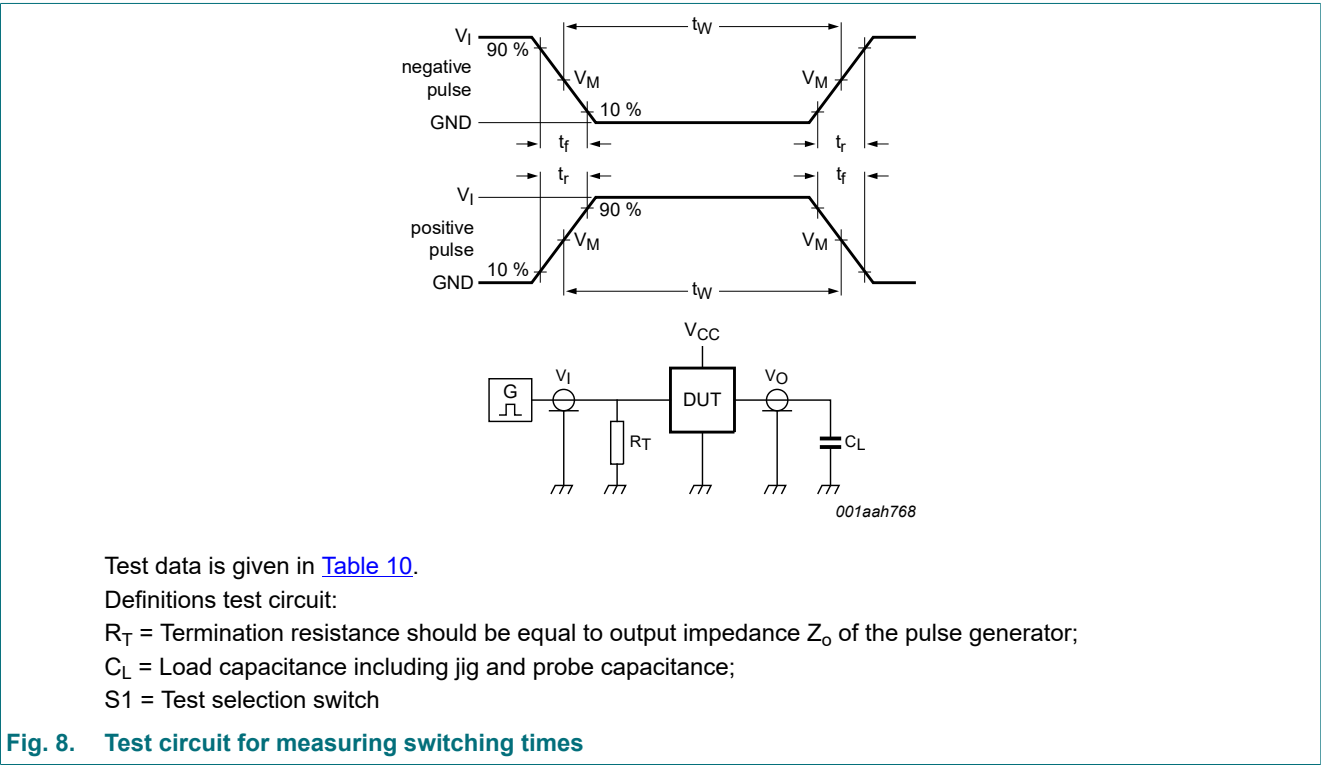 tW
VI
90 %
negative
pulse
VM
VM
10 %
GND
tf
tr
tr
tf
VI
90 %
positive
pulse
VM
VM
10 %
GND
tW
VCC
G
VI
DUT
VO
RT
CL
001aah768
Test data is given in Table 10.
Definitions test circuit:
RT = Termination resistance should be equal to output impedance Zo of the pulse generator;
CL = Load capacitance including jig and probe capacitance;
S1 = Test selection switch
Fig. 8. Test circuit for measuring switching times